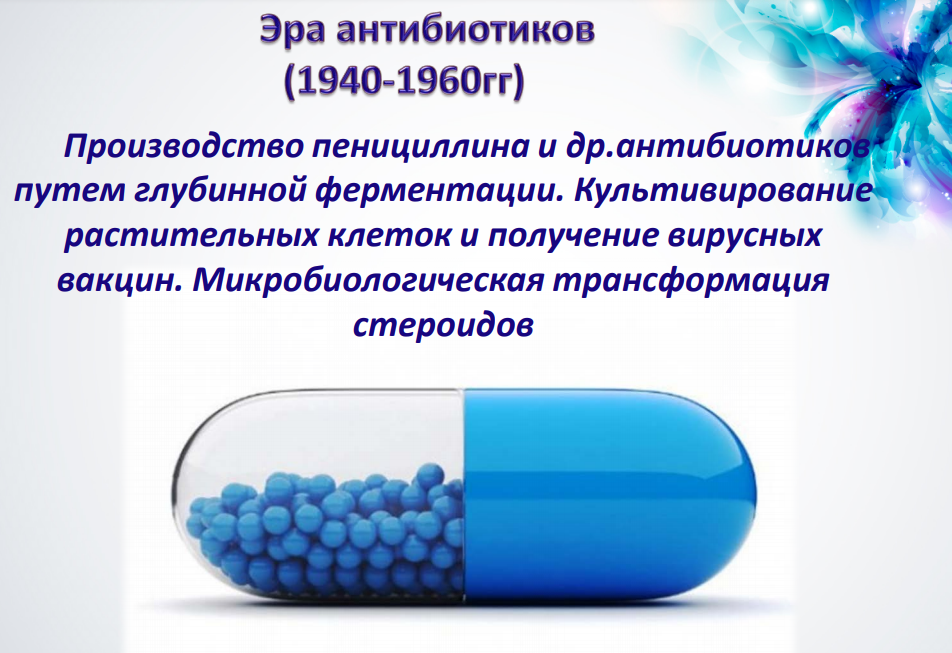 Эра антибиотиков
(1940-1960гг)
Производство пенициллина и др.антибиотиков
путем глубинной ферментации. Культивирование
растительных клеток и получение вирусных
вакцин. Микробиологическая трансформация
стероидов